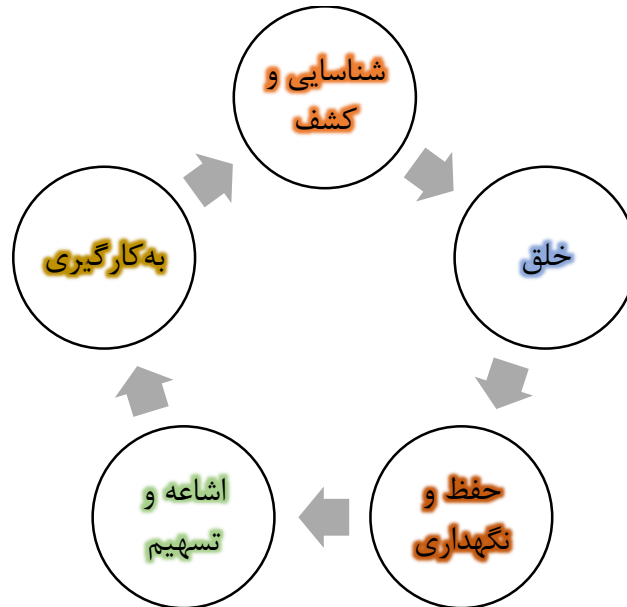 شناسایی و
کشف
خلق
حفظ و
نگهداری
اشاعه و
تسهیم
به‌کارگیری